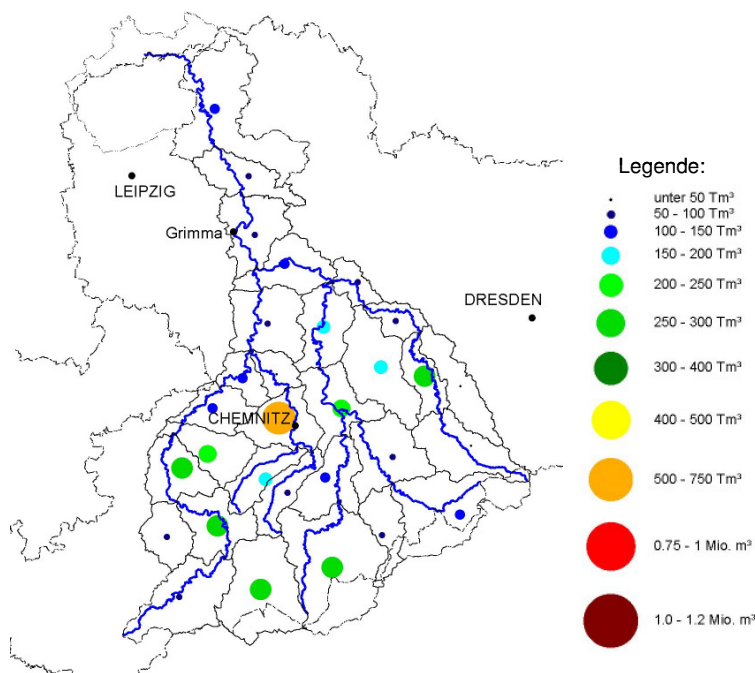 LEIPZIG
Grimma
DRESDEN
CHEMNITZ
Legende:
unter 50 Tm³
50 - 100 Tm³
100 - 150 Tm³
150 - 200 Tm³
200 - 250 Tm³
250 - 300 Tm³
300 - 400 Tm³
400 - 500 Tm³
500 - 750 Tm³
0.75 - 1 Mio. m³
1.0 - 1.2 Mio. m³